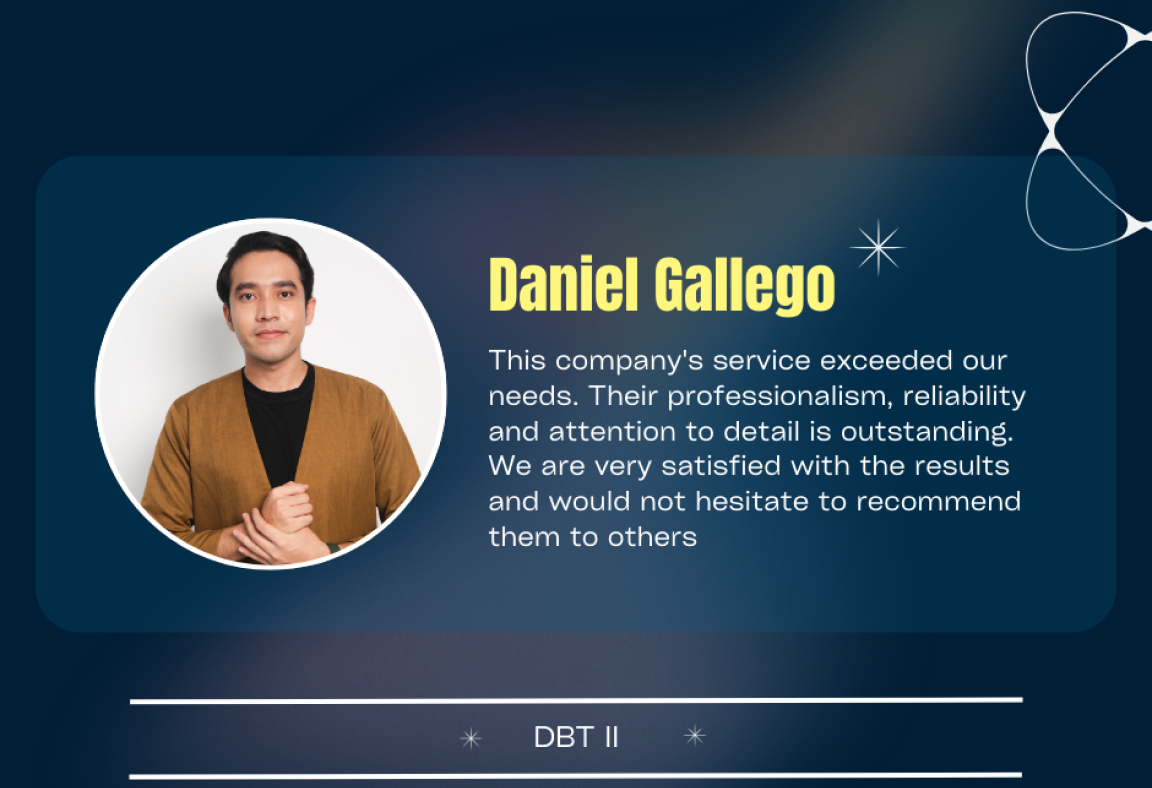 Daniel Gallego
This company's service exceeded our
needs. Their professionalism, reliability
and attention to detail is outstanding.
We are very satisfied with the results
and would not hesitate to recommend
them to others
DBT II